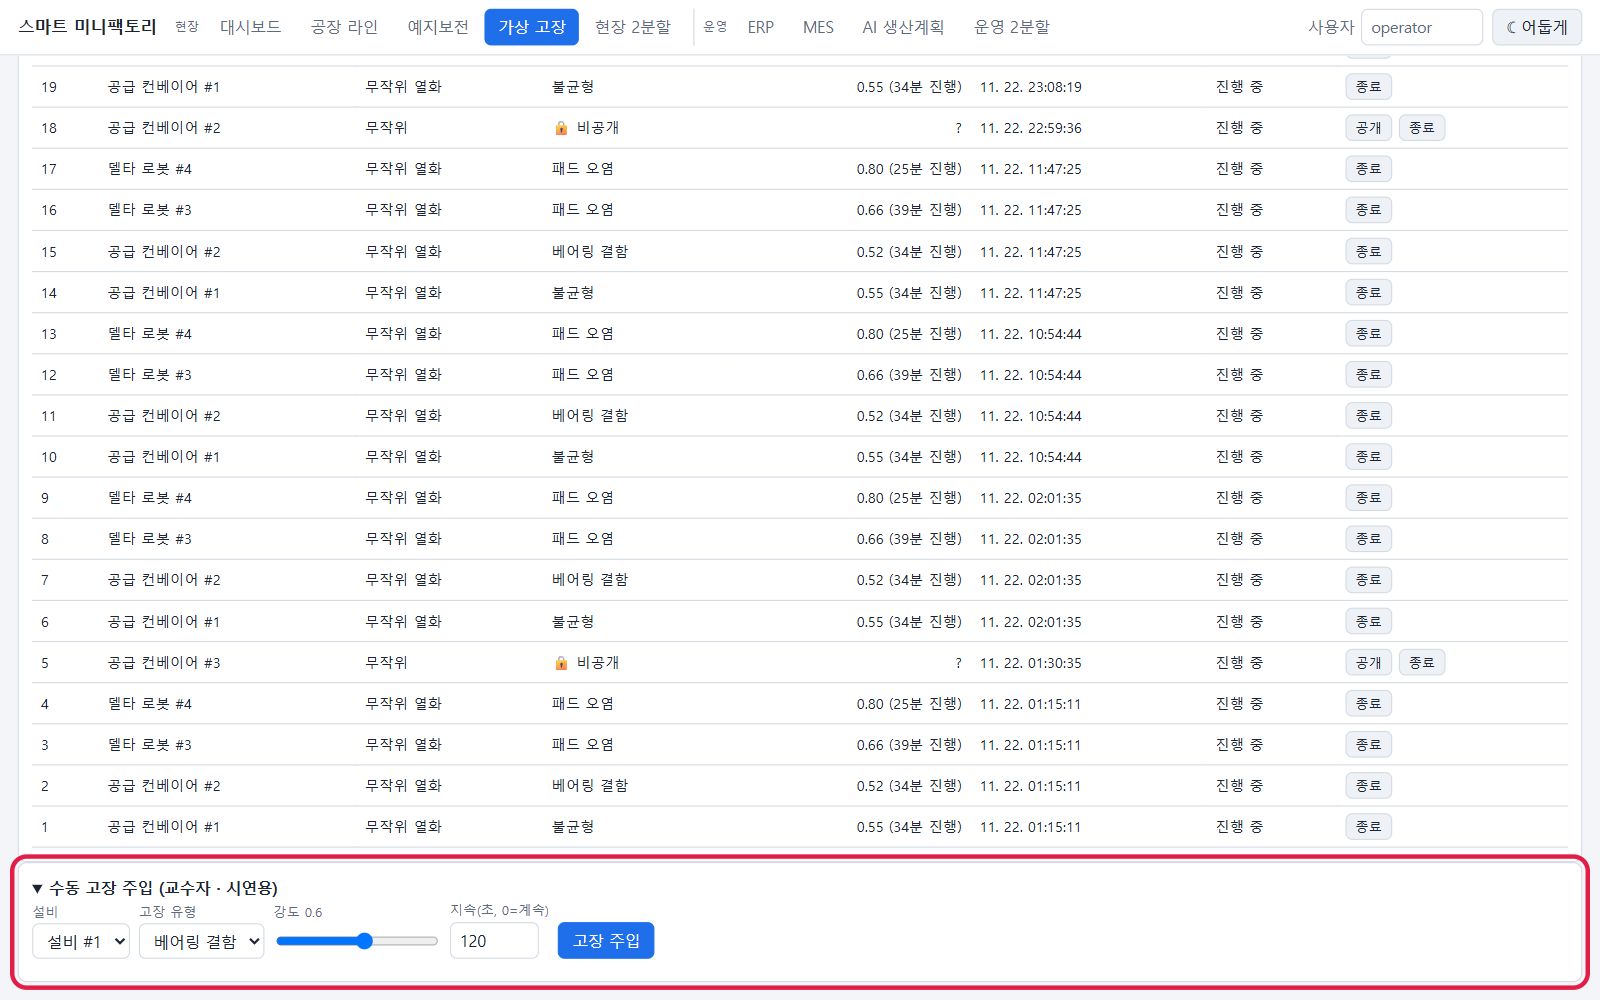 스마트 미니팩토리 현장 대시보드 공장 라인 예지보전 가상 고장 현장 2분할 운영 ERP MES AI 생산계획 운영 2분할 사용자 operator ☾ 어둡게
19 공급 컨베이어 #1 무작위 열화 불균형 0.55 (34분 진행) 11. 22. 23:08:19 진행 중 종료
18 공급 컨베이어 #2 무작위 🔒 비공개 ? 11. 22. 22:59:36 진행 중 공개 종료
17 델타 로봇 #4 무작위 열화 패드 오염 0.80 (25분 진행) 11. 22. 11:47:25 진행 중 종료
16 델타 로봇 #3 무작위 열화 패드 오염 0.66 (39분 진행) 11. 22. 11:47:25 진행 중 종료
15 공급 컨베이어 #2 무작위 열화 베어링 결함 0.52 (34분 진행) 11. 22. 11:47:25 진행 중 종료
14 공급 컨베이어 #1 무작위 열화 불균형 0.55 (34분 진행) 11. 22. 11:47:25 진행 중 종료
13 델타 로봇 #4 무작위 열화 패드 오염 0.80 (25분 진행) 11. 22. 10:54:44 진행 중 종료
12 델타 로봇 #3 무작위 열화 패드 오염 0.66 (39분 진행) 11. 22. 10:54:44 진행 중 종료
11 공급 컨베이어 #2 무작위 열화 베어링 결함 0.52 (34분 진행) 11. 22. 10:54:44 진행 중 종료
10 공급 컨베이어 #1 무작위 열화 불균형 0.55 (34분 진행) 11. 22. 10:54:44 진행 중 종료
9 델타 로봇 #4 무작위 열화 패드 오염 0.80 (25분 진행) 11. 22. 02:01:35 진행 중 종료
8 델타 로봇 #3 무작위 열화 패드 오염 0.66 (39분 진행) 11. 22. 02:01:35 진행 중 종료
7 공급 컨베이어 #2 무작위 열화 베어링 결함 0.52 (34분 진행) 11. 22. 02:01:35 진행 중 종료
6 공급 컨베이어 #1 무작위 열화 불균형 0.55 (34분 진행) 11. 22. 02:01:35 진행 중 종료
5 공급 컨베이어 #3 무작위 🔒 비공개 ? 11. 22. 01:30:35 진행 중 공개 종료
4 델타 로봇 #4 무작위 열화 패드 오염 0.80 (25분 진행) 11. 22. 01:15:11 진행 중 종료
3 델타 로봇 #3 무작위 열화 패드 오염 0.66 (39분 진행) 11. 22. 01:15:11 진행 중 종료
2 공급 컨베이어 #2 무작위 열화 베어링 결함 0.52 (34분 진행) 11. 22. 01:15:11 진행 중 종료
1 공급 컨베이어 #1 무작위 열화 불균형 0.55 (34분 진행) 11. 22. 01:15:11 진행 중 종료
▼ 수동 고장 주입 (교수자 · 시연용)
설비 고장 유형 강도 0.6 지속(초, 0=계속)
설비 #1 베어링 결함 120 고장 주입